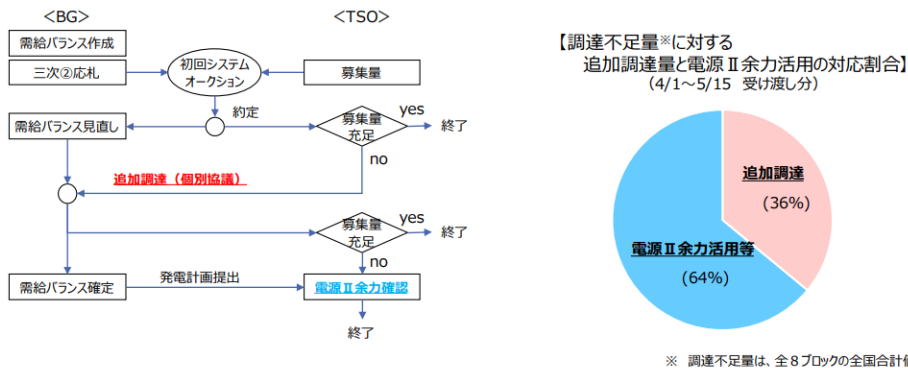 <BG>
<TSO>
需給バランス作成
三次②応札
初回システム
オークション
募集量
約定
需給バランス見直し
募集量
充足
yes
終了
no
追加調達（個別協議）
募集量
充足
yes
終了
no
需給バランス確定
発電計画提出
電源Ⅱ余力確認
終了
【調達不足量※に対する
追加調達量と電源Ⅱ余力活用の対応割合】
（4/1～5/15 受け渡し分）
追加調達
(36%)
電源Ⅱ余力活用等
(64%)
※ 調達不足量は、全８ブロックの全国合計値